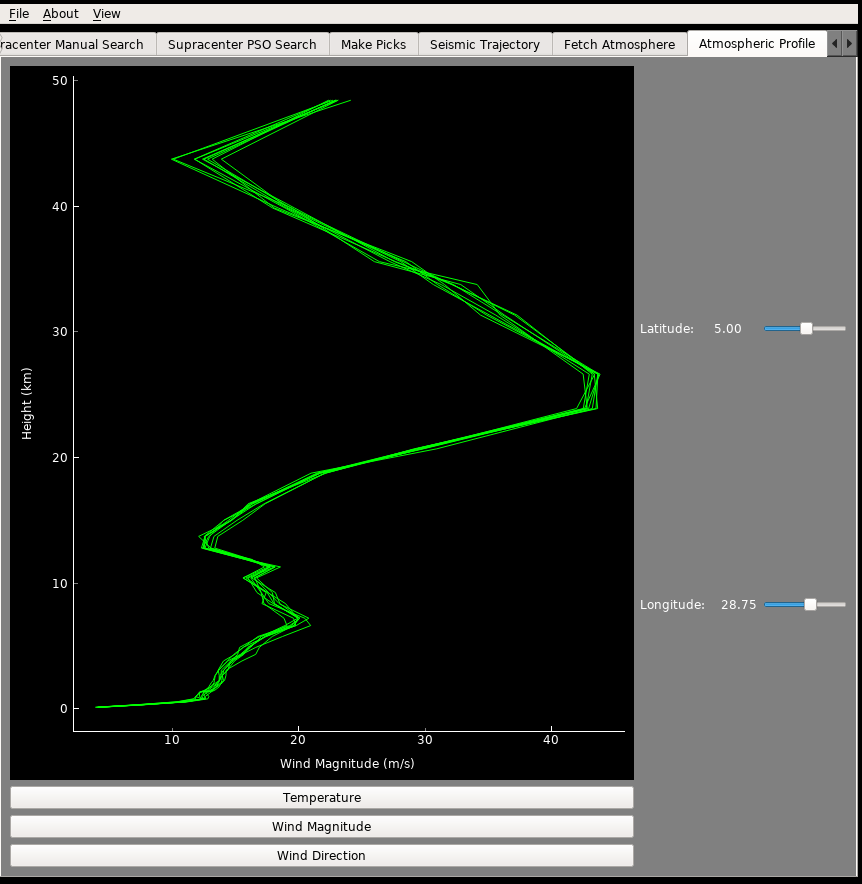 File About View
Manual Search Supracenter PSO Search Make Picks Seismic Trajectory Fetch Atmosphere Atmospheric Profile
50
40
30
20
10
0
Height (km)
10 20 30 40
Wind Magnitude (m/s)
Latitude: 5.00
Longitude: 28.75
Temperature
Wind Magnitude
Wind Direction